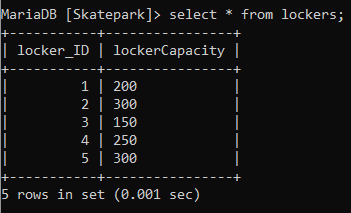 MariaDB [Skatepark]> select * from lockers;
+-----------+----------------+
| locker_ID | lockerCapacity |
+-----------+----------------+
|         1 | 200            |
|         2 | 300            |
|         3 | 150            |
|         4 | 250            |
|         5 | 300            |
+-----------+----------------+
5 rows in set (0.001 sec)